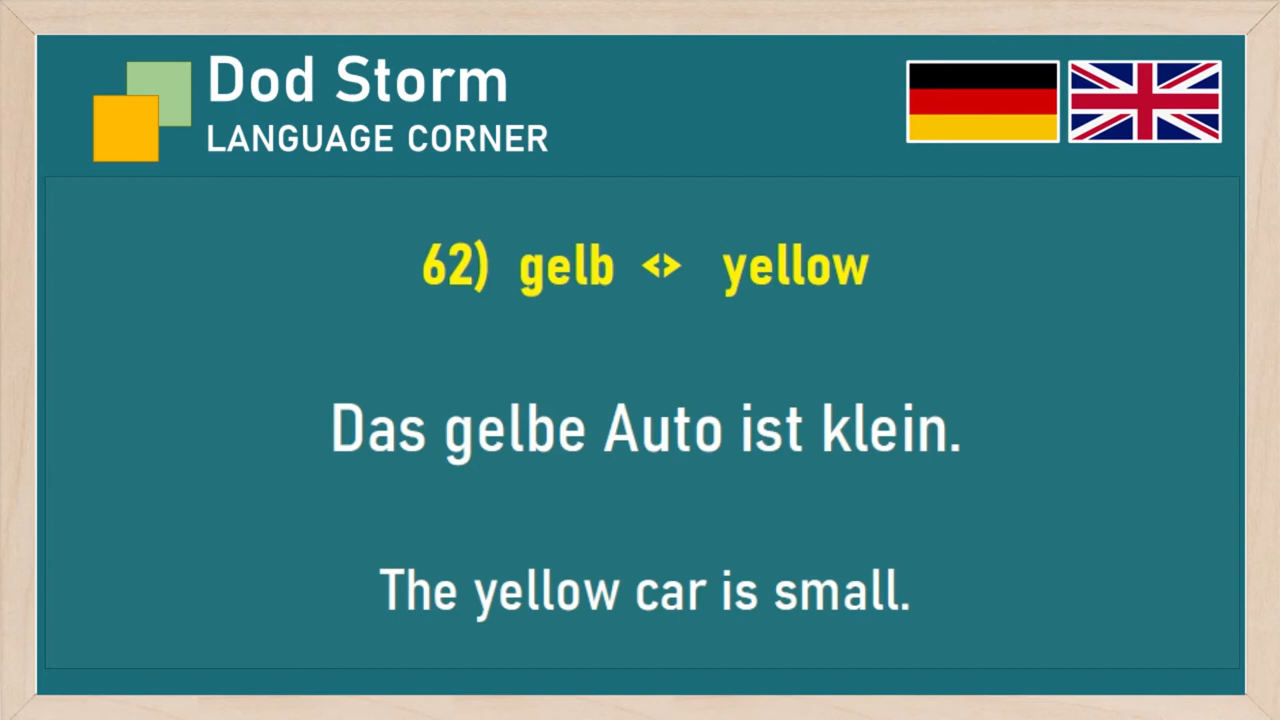 Dod Storm
LANGUAGE CORNER
62) gelb <> yellow
Das gelbe Auto ist klein.
The yellow car is small.